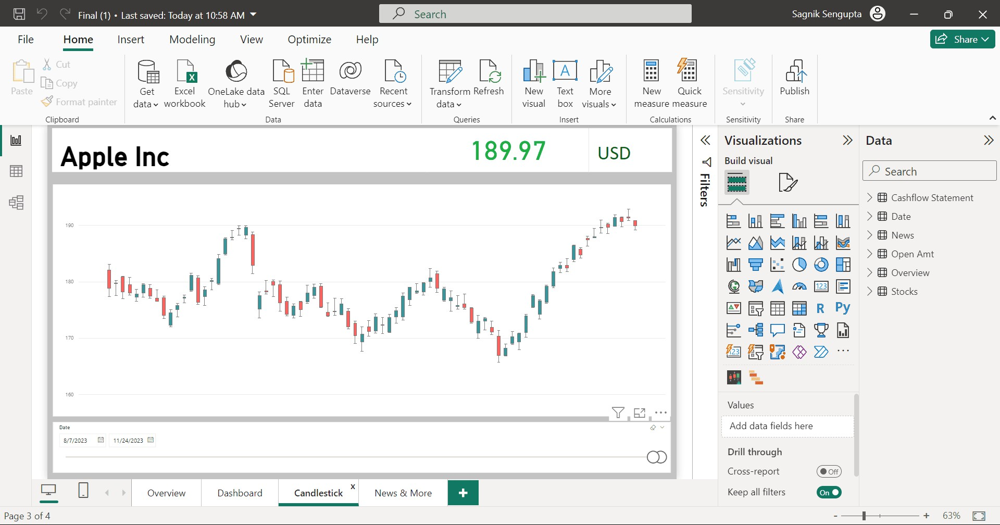 Final (1) • Last saved: Today at 10:58 AM
Search
Sagnik Sengupta
File
Home
Insert
Modeling
View
Optimize
Help
Share
Paste
Cut
Copy
Format painter
Clipboard
Get data
Excel workbook
OneLake data hub
SQL Server
Enter data
Dataverse
Recent sources
Data
Transform data
Refresh
Queries
New visual
Text box
More visuals
Insert
New measure
Quick measure
Calculations
Sensitivity
Sensitivity
Publish
Share
Apple Inc
189.97
USD
190
180
170
160
Date
8/7/2023
11/24/2023
Filters
Visualizations
Build visual
123
R
Py
123
Values
Add data fields here
Drill through
Cross-report
Off
Keep all filters
On
Data
Search
Cashflow Statement
Date
News
Open Amt
Overview
Stocks
Overview
Dashboard
Candlestick
x
News & More
+
Page 3 of 4
-
+
63%